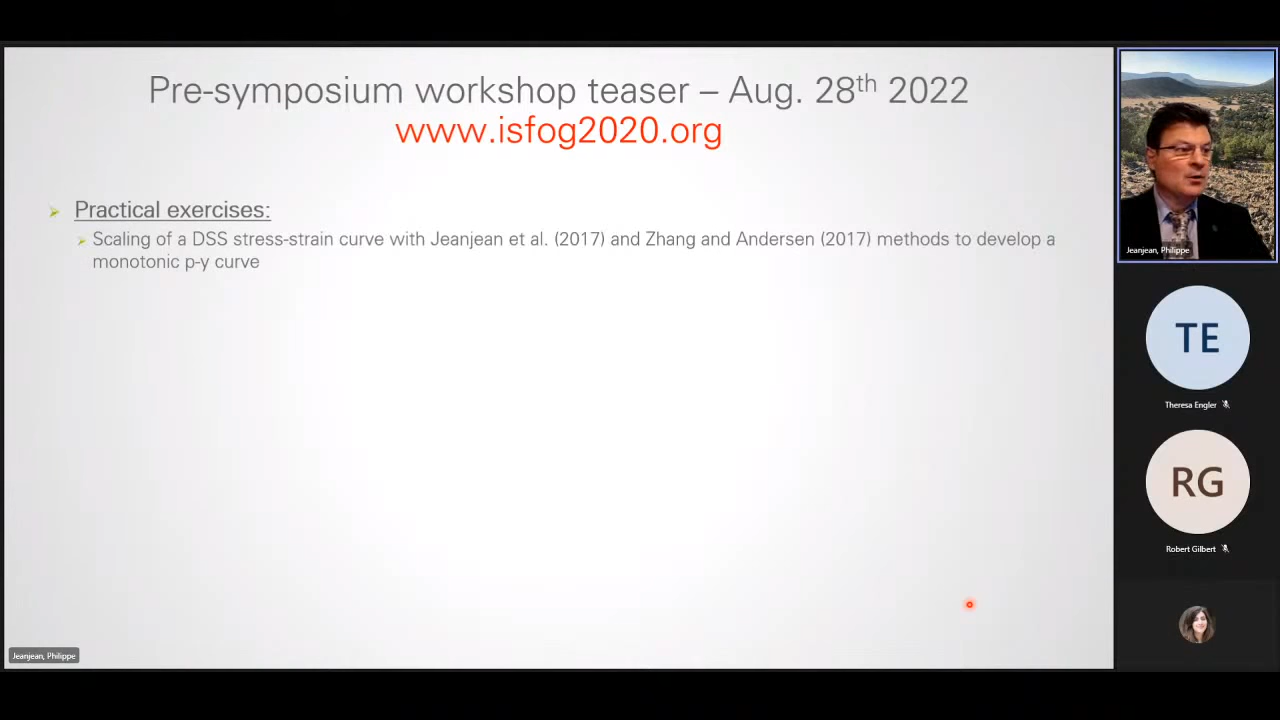 Pre-symposium workshop teaser – Aug. 28th 2022
www.isfog2020.org
Practical exercises:
Scaling of a DSS stress-strain curve with Jeanjean et al. (2017) and Zhang and Andersen (2017) methods to develop a
monotonic p-y curve
Jeanjean, Philippe
Jeanjean, Philippe
TE
Theresa Engler
RG
Robert Gilbert